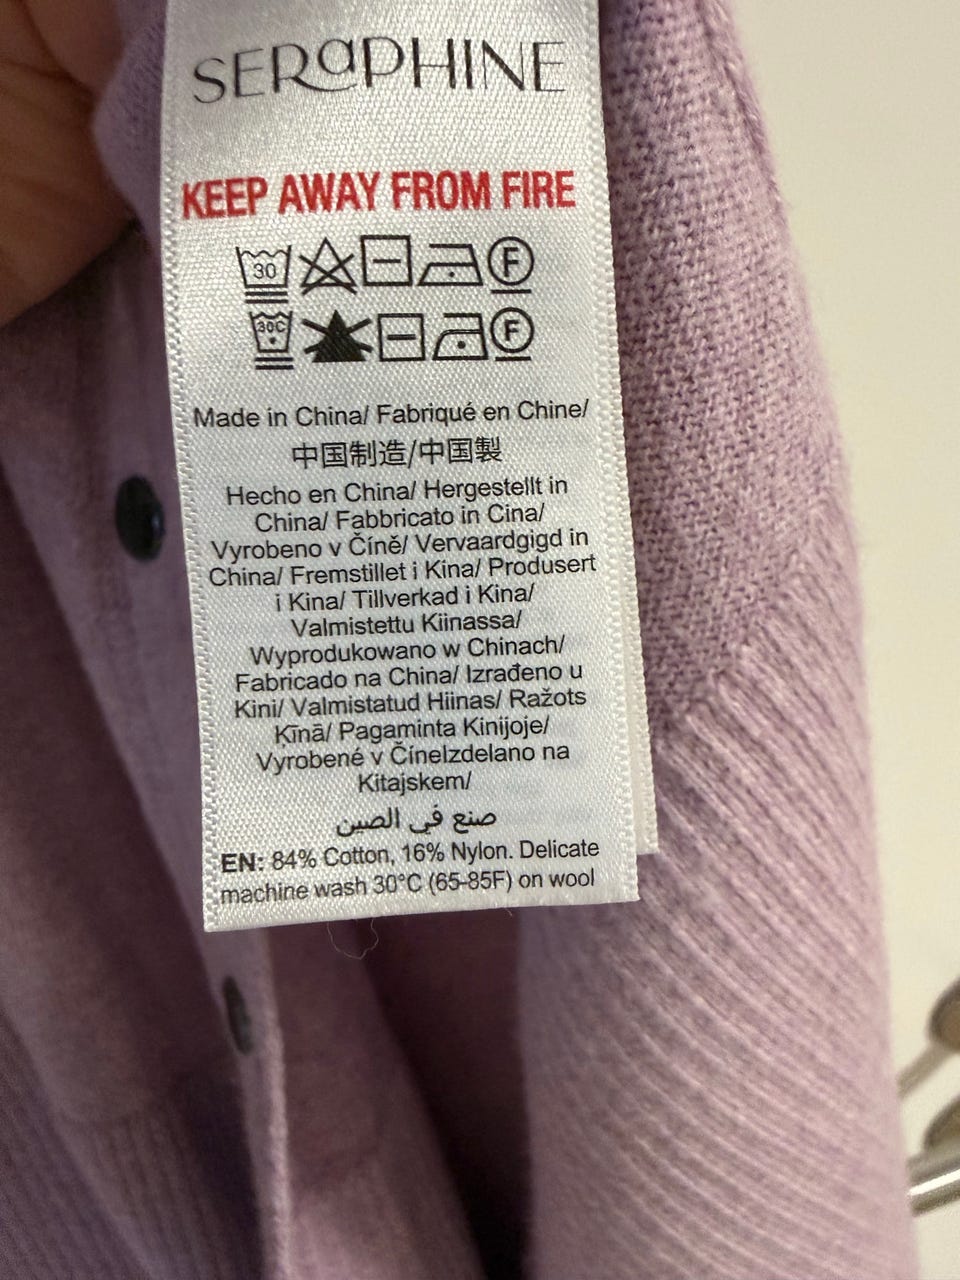 SERaPHINE
KEEP AWAY FROM FIRE
30 F
30C F
Made in China/ Fabriqué en Chine/
中国制造/中国製
Hecho en China/ Hergestellt in
China/ Fabbricato in Cina/
Vyrobeno v Číně/ Vervaardgigd in
China/ Fremstillet i Kina/ Produsert
i Kina/ Tillverkad i Kina/
Valmistettu Kiinassa/
Wyprodukowano w Chinach/
Fabricado na China/ Izrađeno u
Kini/ Valmistatud Hiinas/ Ražots
Ķīnā/ Pagaminta Kinijoje/
Vyrobené v ČíneIzdelano na
Kitajskem/
صنع في الصين
EN: 84% Cotton, 16% Nylon. Delicate
machine wash 30°C (65-85F) on wool